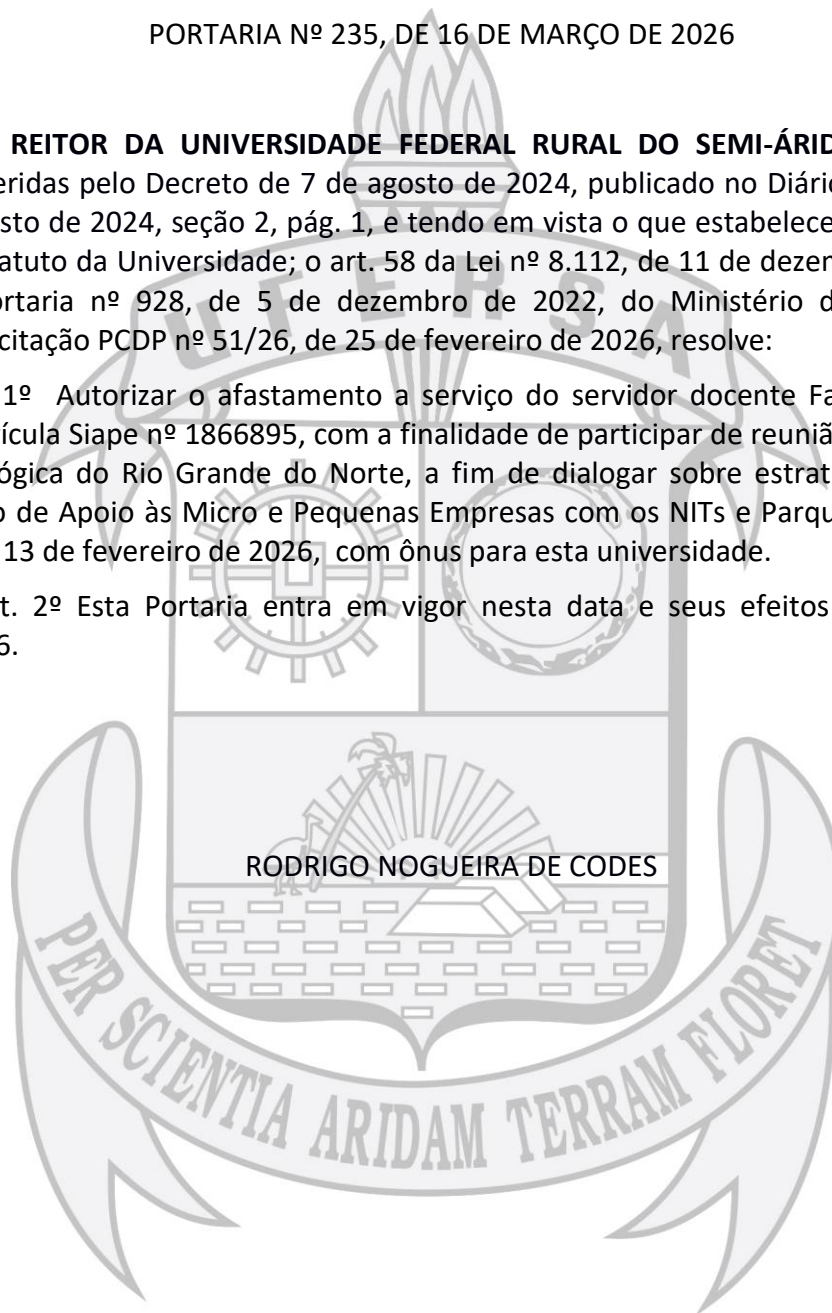 PORTARIA Nº 235, DE 16 DE MARÇO DE 2026
REITOR DA UNIVERSIDADE FEDERAL RURAL DO SEMI-ÁRID
eridas pelo Decreto de 7 de agosto de 2024, publicado no Diári
sto de 2024, seção 2, pág. 1, e tendo em vista o que estabelece
atuto da Universidade; o art. 58 da Lei nº 8.112, de 11 de dezen
ortaria nº 928, de 5 de dezembro de 2022, do Ministério d
citação PCDP nº 51/26, de 25 de fevereiro de 2026, resolve:
1º Autorizar o afastamento a serviço do servidor docente Fa
ícula Siape nº 1866895, com a finalidade de participar de reuniã
ógica do Rio Grande do Norte, a fim de dialogar sobre estrat
o de Apoio às Micro e Pequenas Empresas com os NITs e Parqu
13 de fevereiro de 2026, com ônus para esta universidade.
t. 2º Esta Portaria entra em vigor nesta data e seus efeitos
6.
RODRIGO NOGUEIRA DE CODES
UFERSA
PER SCIENTIA ARIDAM TERRAM FLORET